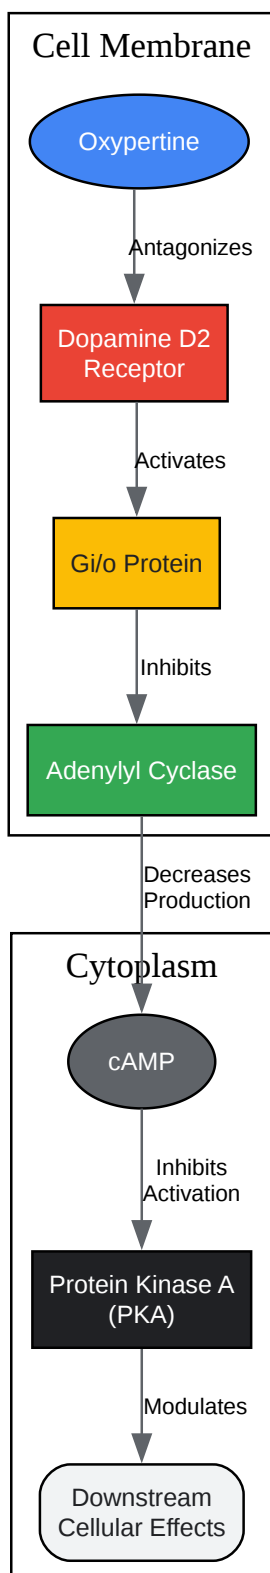 Cell Membrane
Oxypertine
Antagonizes
Dopamine D2
Receptor
Activates
Gi/o Protein
Inhibits
Adenylyl Cyclase
Decreases
Production
Cytoplasm
cAMP
Inhibits
Activation
Protein Kinase A
(PKA)
Modulates
Downstream
Cellular Effects